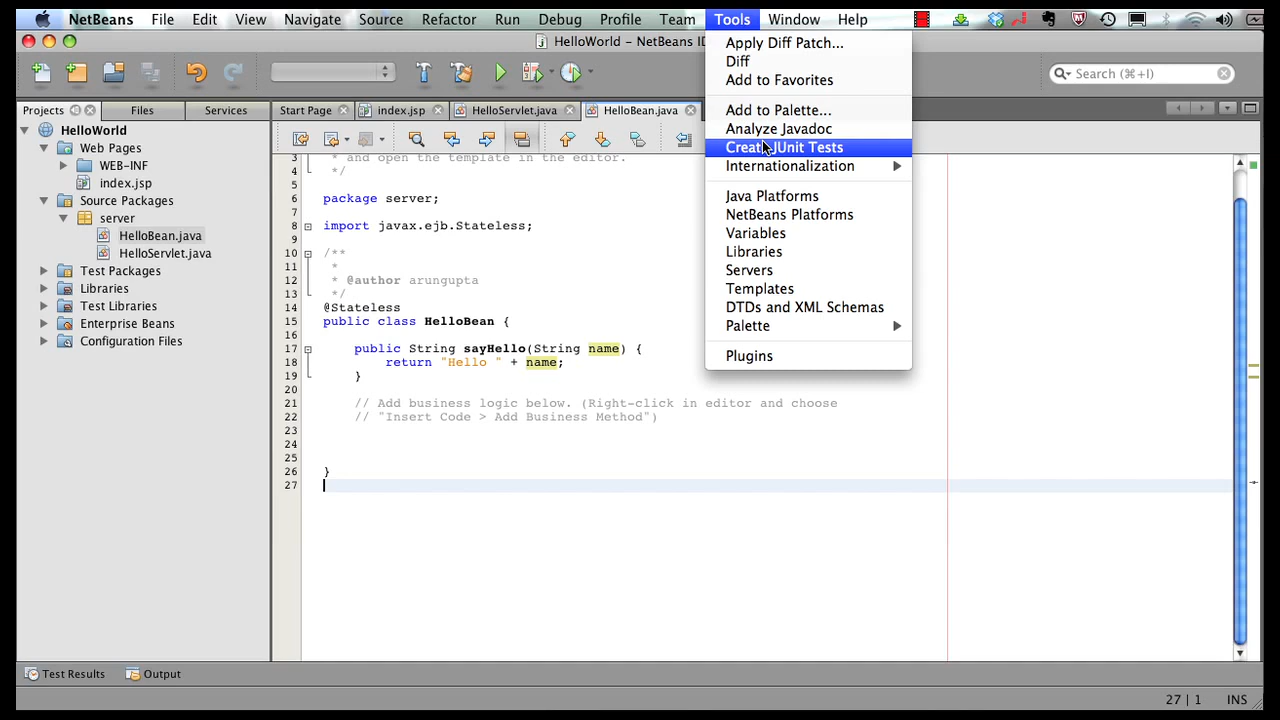 NetBeans File Edit View Navigate Source Refactor Run Debug Profile Team Tools Window Help
HelloWorld – NetBeans ID
Search (⌘+I)
Projects Files Services
Start Page index.jsp HelloServlet.java HelloBean.java
HelloWorld
Web Pages
WEB-INF
index.jsp
Source Packages
server
HelloBean.java
HelloServlet.java
Test Packages
Libraries
Test Libraries
Enterprise Beans
Configuration Files
3 * and open the template in the editor.
4 */
5
6 package server;
7
8 import javax.ejb.Stateless;
9
10 /**
11 *
12 * @author arungupta
13 */
14 @Stateless
15 public class HelloBean {
16
17 public String sayHello(String name) {
18 return "Hello " + name;
19 }
20
21 // Add business logic below. (Right-click in editor and choose
22 // "Insert Code > Add Business Method")
23
24
25
26 }
27
Apply Diff Patch...
Diff
Add to Favorites
Add to Palette...
Analyze Javadoc
Create JUnit Tests
Internationalization
Java Platforms
NetBeans Platforms
Variables
Libraries
Servers
Templates
DTDs and XML Schemas
Palette
Plugins
Test Results Output
27 | 1 INS